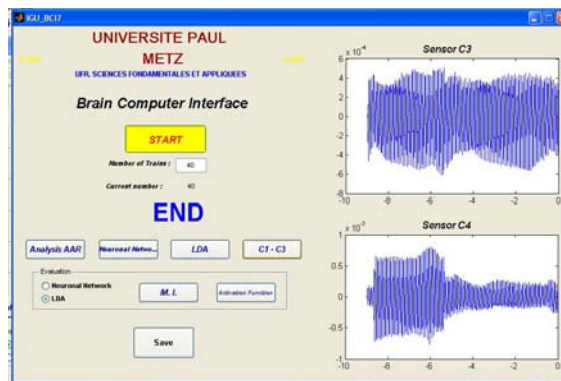 IGU_BCI7
UNIVERSITE PAUL
METZ
UFR. SCIENCES FONDAMENTALES ET APPLIQUEES
Brain Computer Interface
START
Number of Trains : 40
Current number : 40
END
Analysis AAR
Neuronal Netwo...
LDA
C1 - C3
Evaluation
Neuronal Network
LDA
M. I.
Activation Function
Save
Sensor C3
x 10⁻⁴
6
4
2
0
-2
-4
-6
-8
-10 -8 -6 -4 -2 0
Sensor C4
x 10⁻³
1
0.5
0
-0.5
-1
-10 -8 -6 -4 -2 0